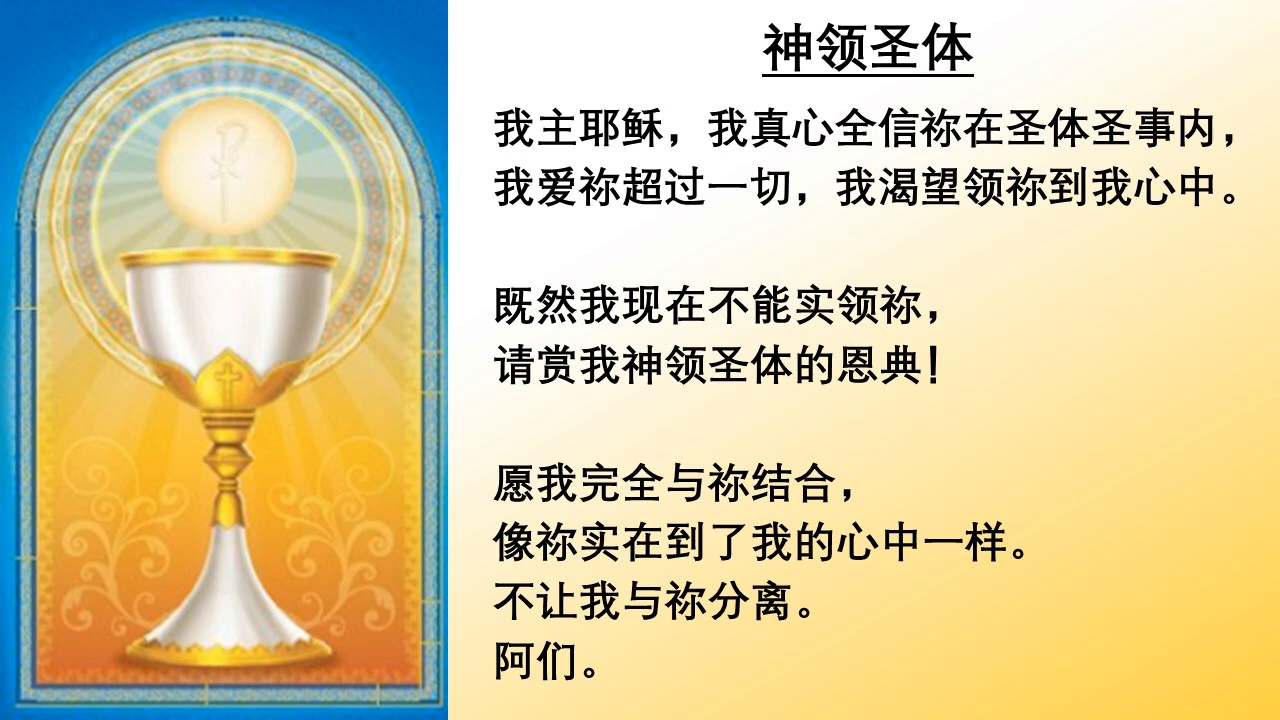 神领圣体
我主耶稣，我真心全信祢在圣体圣事内，
我爱祢超过一切，我渴望领祢到我心中。
既然我现在不能实领祢，
请赏我神领圣体的恩典！
愿我完全与祢结合，
像祢实在到了我的心中一样。
不让我与祢分离。
阿们。